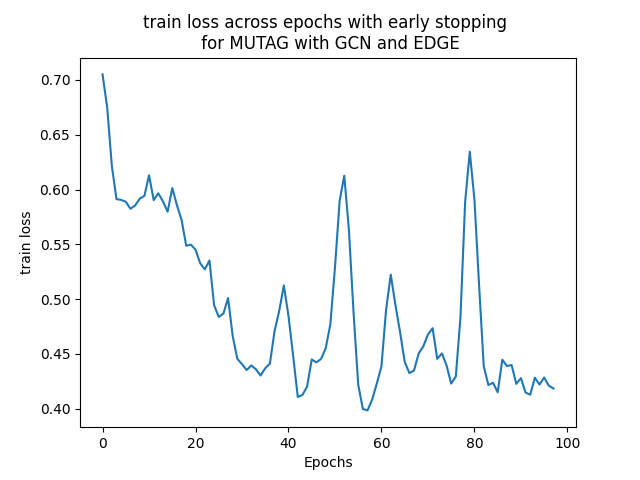 train loss across epochs with early stopping
for MUTAG with GCN and EDGE
0.70
0.65
0.60
0.55
0.50
0.45
0.40
train loss
0 20 40 60 80 100
Epochs